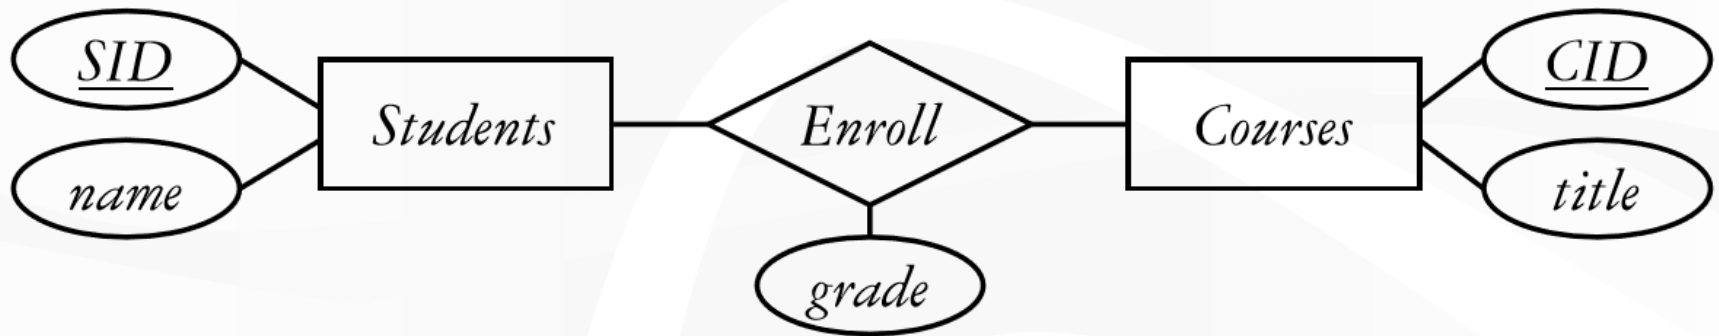 SID
name
Students
Enroll
grade
Courses
CID
title